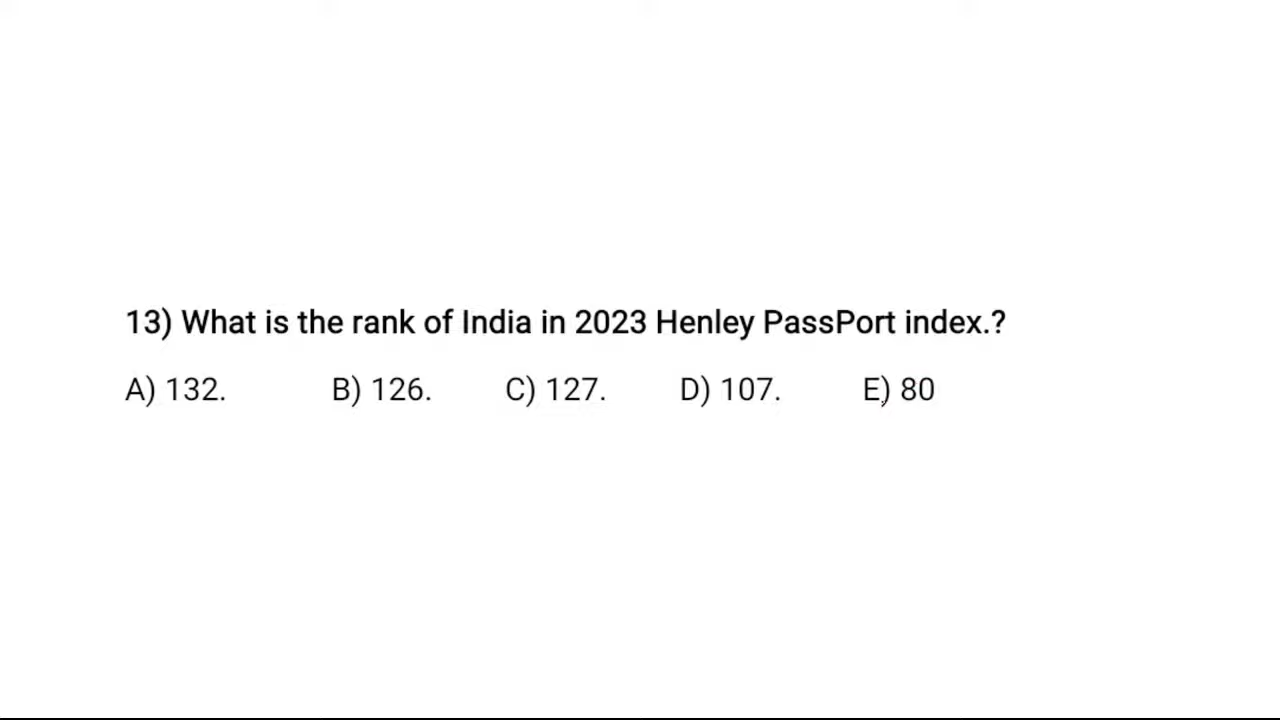 13) What is the rank of India in 2023 Henley PassPort index.?
A) 132. B) 126. C) 127. D) 107. E) 80